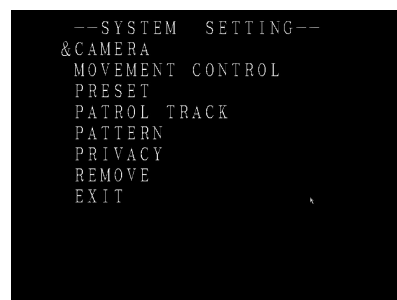 --SYSTEM SETTING--
&CAMERA
MOVEMENT CONTROL
PRESET
PATROL TRACK
PATTERN
PRIVACY
REMOVE
EXIT